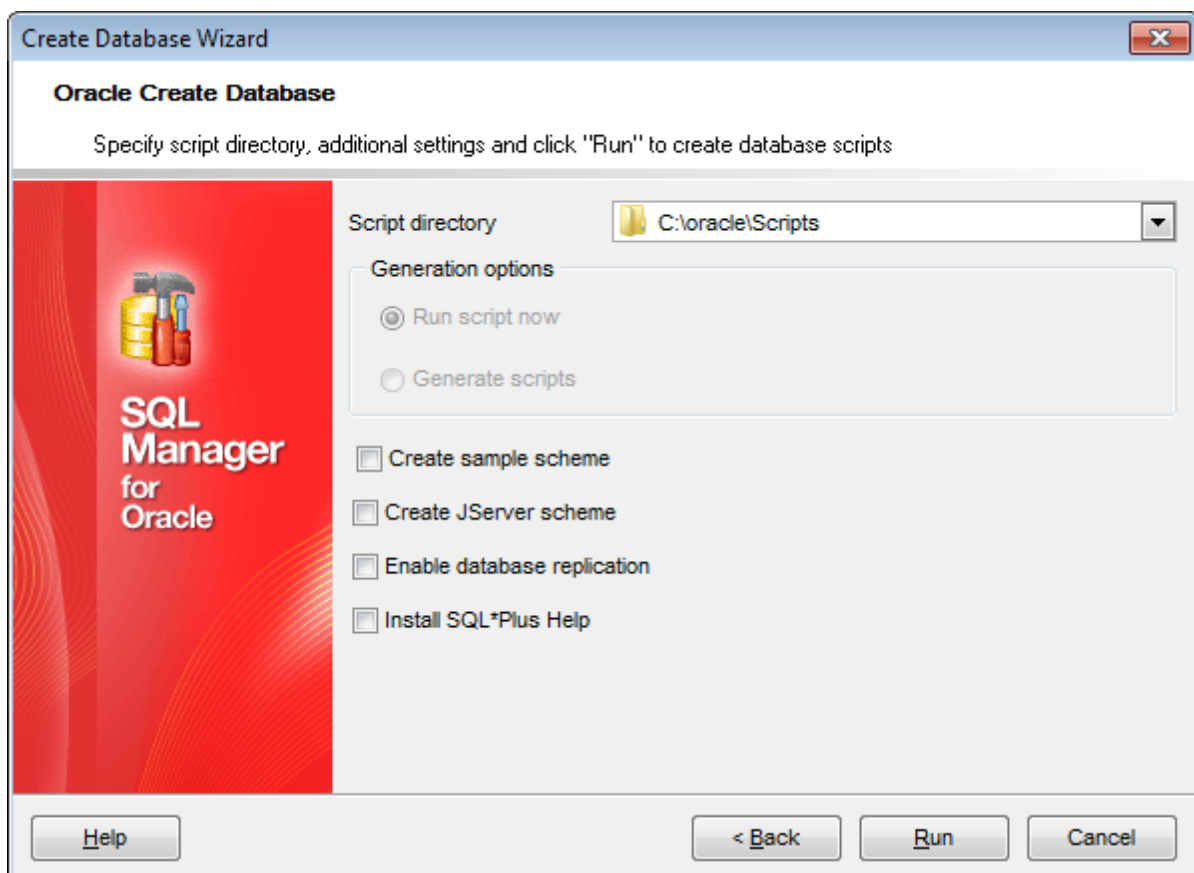 Create Database Wizard
Oracle Create Database
Specify script directory, additional settings and click "Run" to create database scripts
Script directory
C:\oracle\Scripts
Generation options
Run script now
Generate scripts
SQL
Manager
for
Oracle
Create sample scheme
Create JServer scheme
Enable database replication
Install SQL*Plus Help
Help
< Back
Run
Cancel